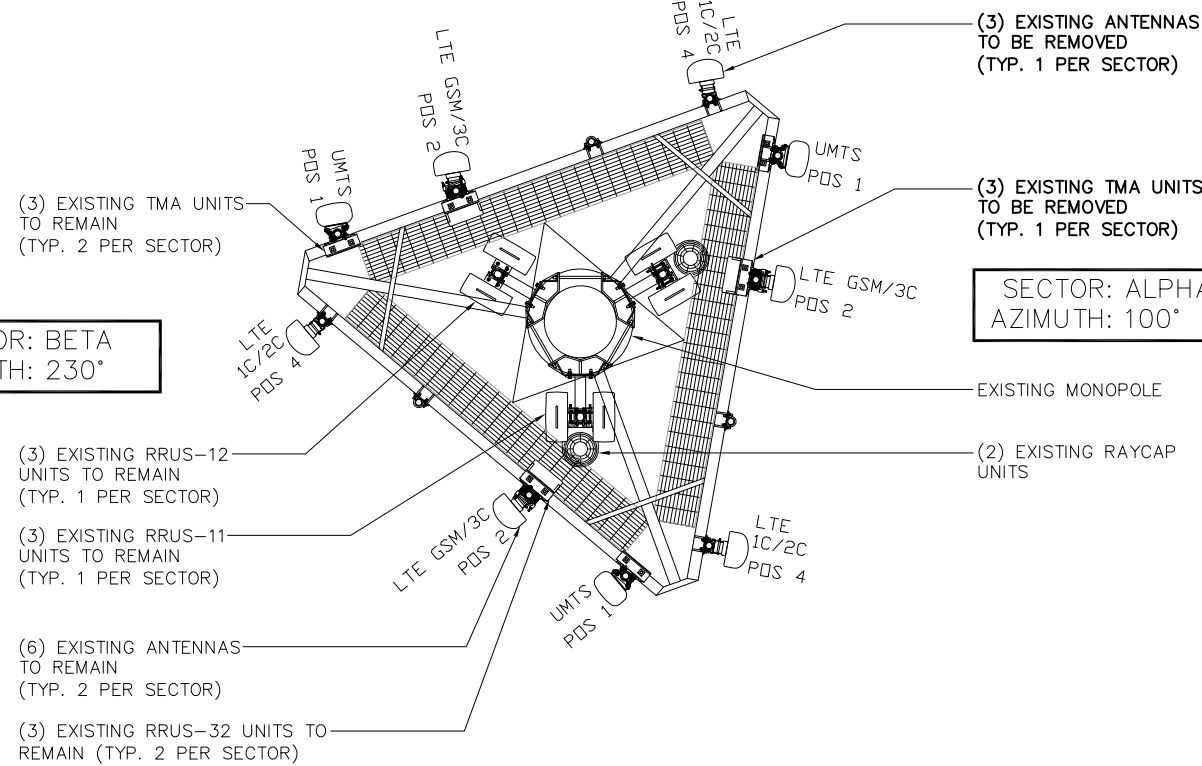 LTE
1C/2C
POS 4
(3) EXISTING ANTENNAS
TO BE REMOVED
(TYP. 1 PER SECTOR)
LTE GSM/3C
POS 2
UMTS
POS 1
UMTS
POS 1
(3) EXISTING TMA UNITS
TO REMAIN
(TYP. 2 PER SECTOR)
(3) EXISTING TMA UNITS
TO BE REMOVED
(TYP. 1 PER SECTOR)
LTE GSM/3C
POS 2
SECTOR: ALPHA
AZIMUTH: 100°
OR: BETA
TH: 230°
LTE
1C/2C
POS 4
EXISTING MONOPOLE
(3) EXISTING RRUS-12
UNITS TO REMAIN
(TYP. 1 PER SECTOR)
(2) EXISTING RAYCAP
UNITS
(3) EXISTING RRUS-11
UNITS TO REMAIN
(TYP. 1 PER SECTOR)
LTE GSM/3C
POS 2
LTE
1C/2C
POS 4
UMTS
POS 1
(6) EXISTING ANTENNAS
TO REMAIN
(TYP. 2 PER SECTOR)
(3) EXISTING RRUS-32 UNITS TO
REMAIN (TYP. 2 PER SECTOR)